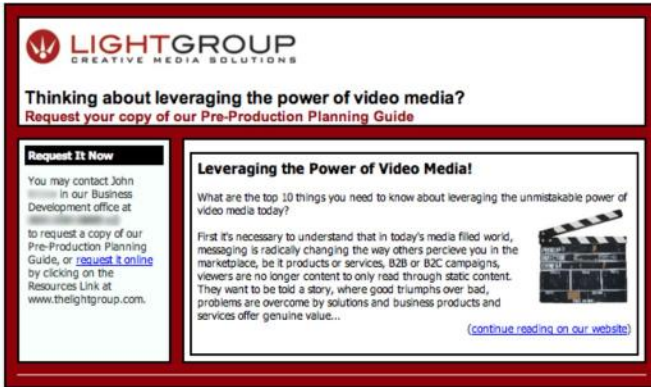 LIGHTGROUP
CREATIVE MEDIA SOLUTIONS
Thinking about leveraging the power of video media?
Request your copy of our Pre-Production Planning Guide
Request It Now
You may contact John
in our Business
Development office at
to request a copy of our
Pre-Production Planning
Guide, or request it online
by clicking on the
Resources Link at
www.thelightgroup.com.
Leveraging the Power of Video Media!
What are the top 10 things you need to know about leveraging the unmistakable power of
video media today?
First it's necessary to understand that in today's media filled world,
messaging is radically changing the way others percieve you in the
marketplace, be it products or services, B2B or B2C campaigns,
viewers are no longer content to only read through static content.
They want to be told a story, where good triumphs over bad,
problems are overcome by solutions and business products and
services offer genuine value...
(continue reading on our website)